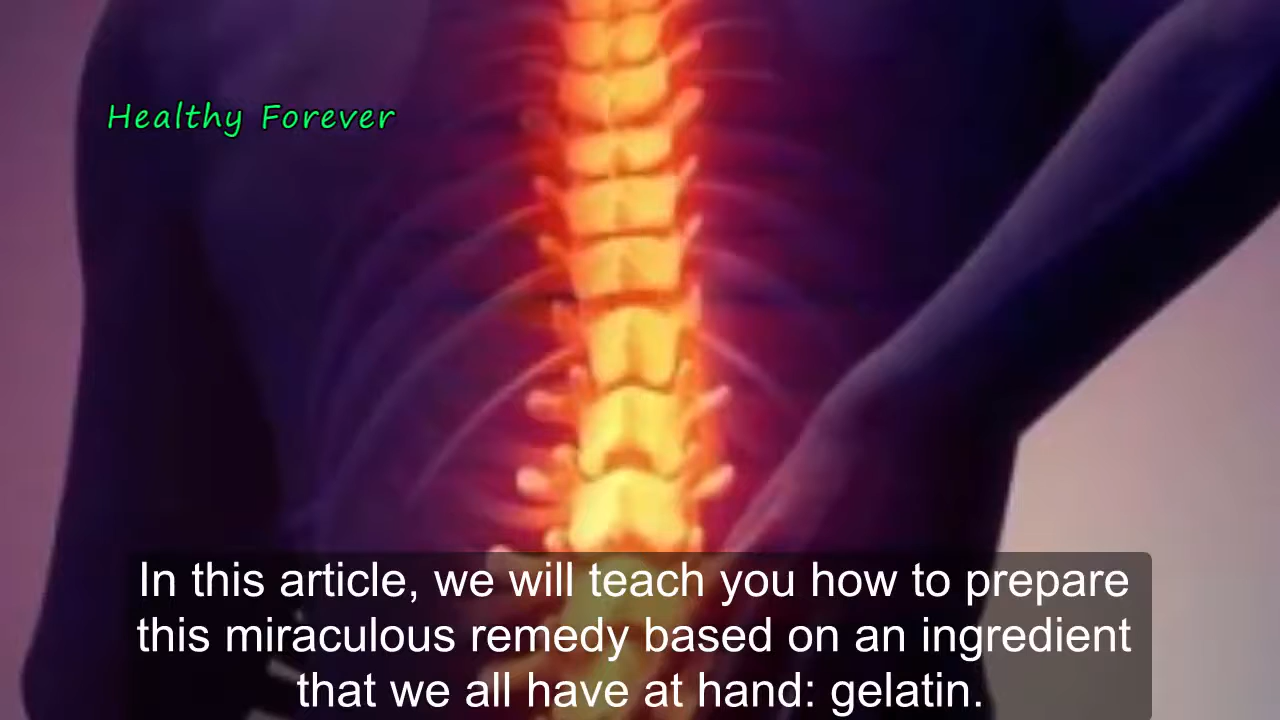 Healthy Forever
In this article, we will teach you how to prepare
this miraculous remedy based on an ingredient
that we all have at hand: gelatin.